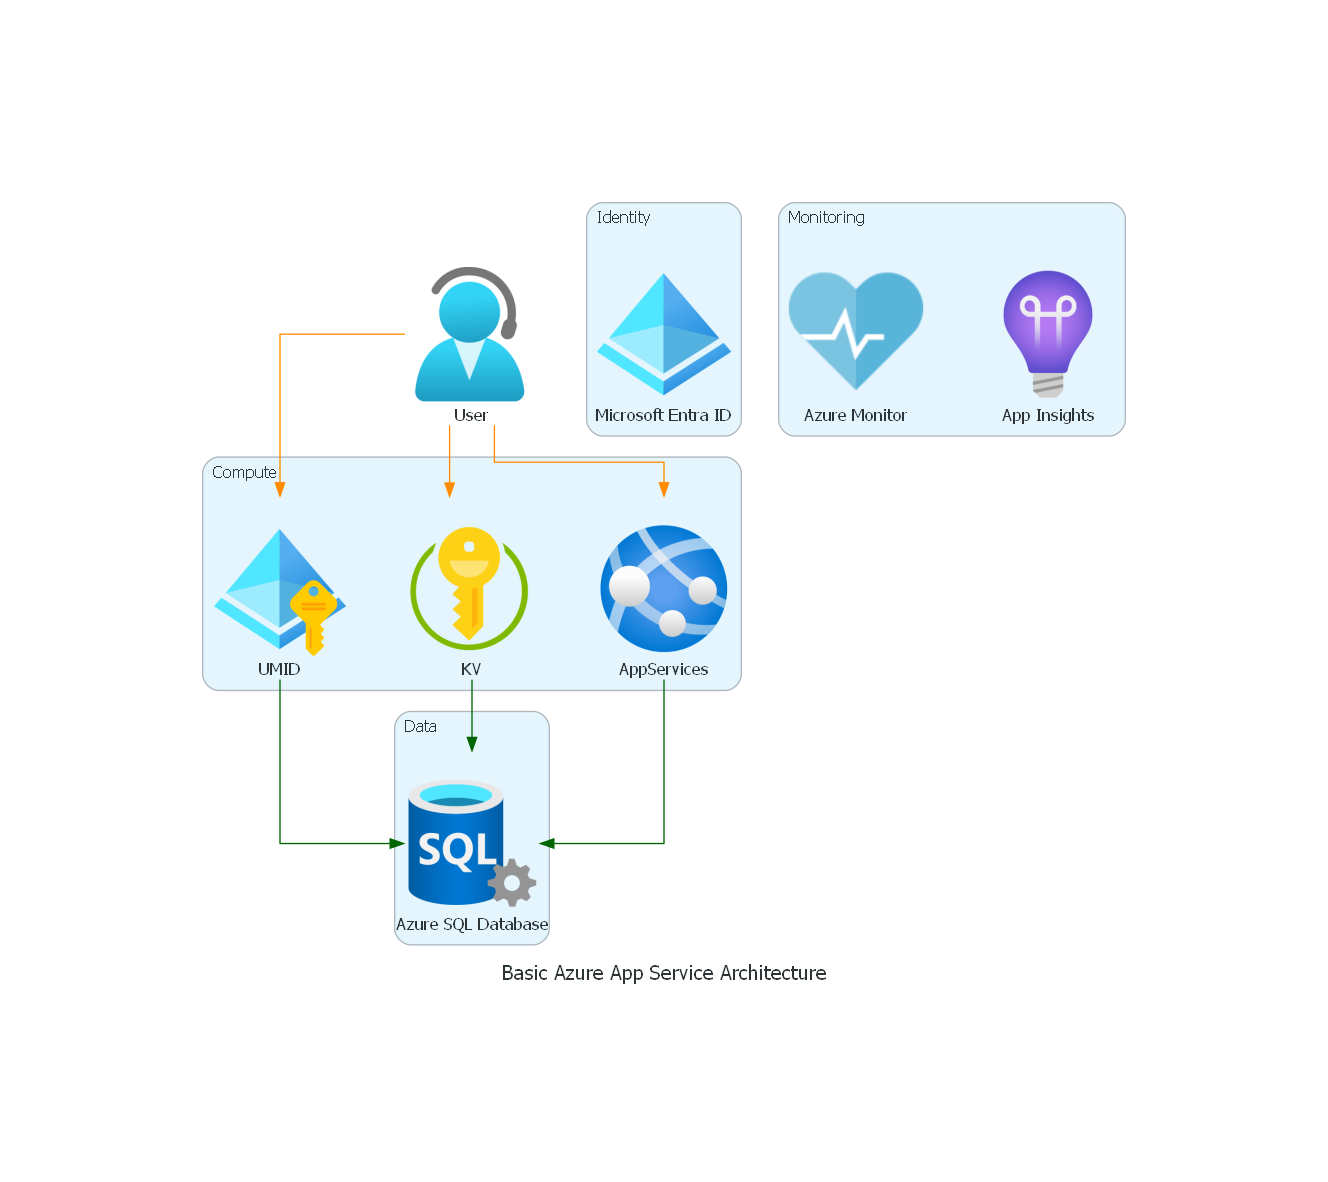 Identity
Monitoring
User
Microsoft Entra ID
Azure Monitor
App Insights
Compute
UMID
KV
AppServices
Data
SQL
Azure SQL Database
Basic Azure App Service Architecture